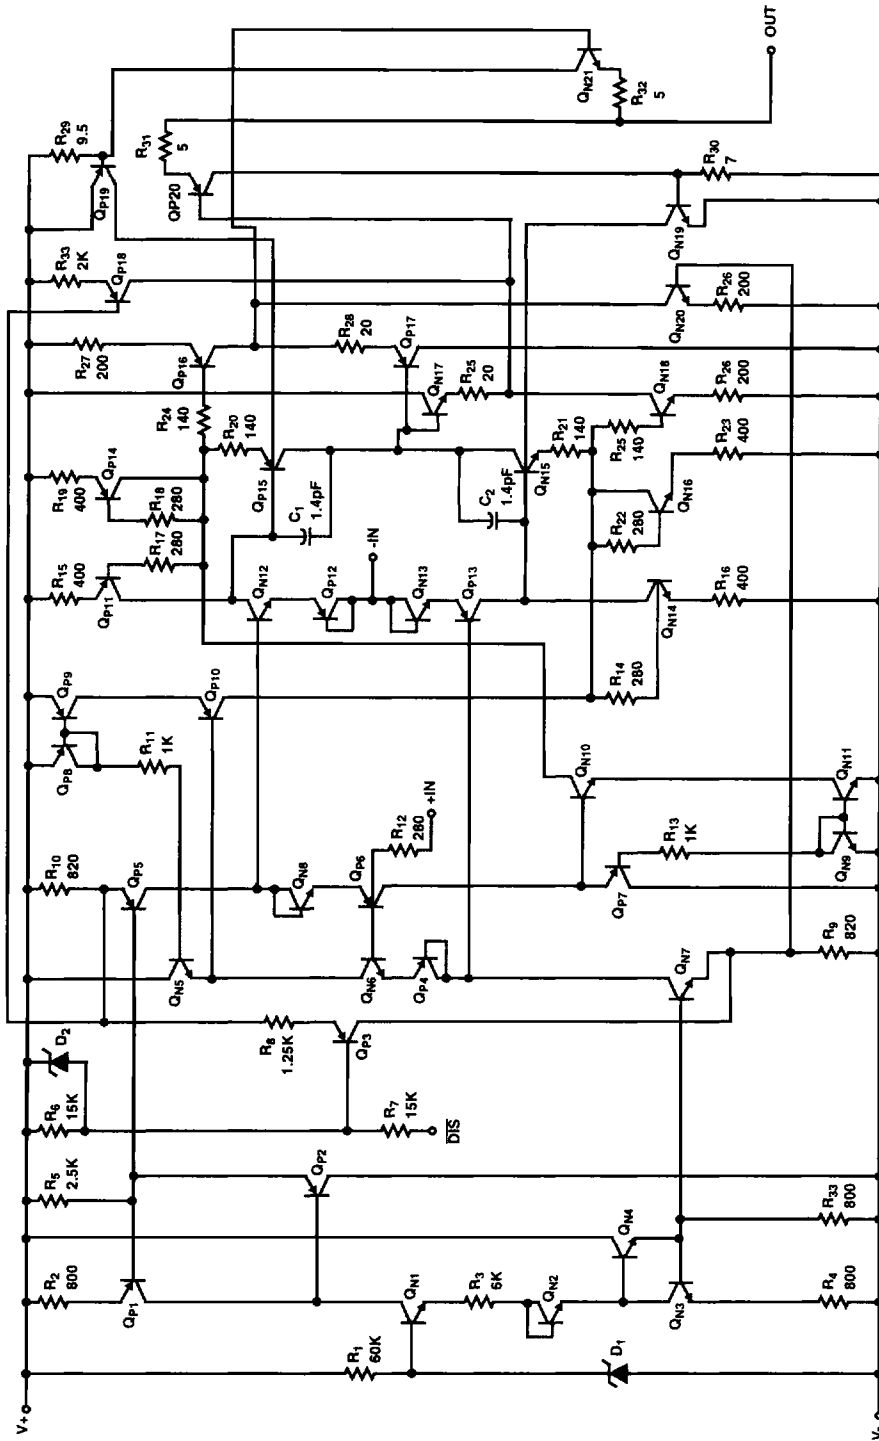 V+
R1
60K
D1
V-
R2
800
QP1
QN1
R3
6K
QN2
QN3
R4
800
R5
2.5K
QP2
QN4
R33
800
R6
15K
D2
R7
15K
DIS
R8
1.25K
QP3
QN5
QN6
QP4
QN7
R9
820
R10
820
QP5
QN8
QP6
R12
280
+IN
QP7
R13
1K
QN9
QN11
QP8
QP9
R11
1K
QP10
QN10
R14
280
R15
400
QP11
R17
280
QN12
QP12
-IN
QN13
QP13
QN14
R16
400
R19
400
QP14
R18
280
C1
1.4pF
QP15
R20
140
C2
1.4pF
QN15
R21
140
R22
280
QN16
R23
400
R24
140
R27
200
QP16
R28
20
QP17
QN17
R25
20
R25
140
QN18
R26
200
R33
2K
QP18
QN20
R26
200
QP19
R29
9.5
QP20
R31
5
QN19
R30
7
QN21
R32
5
OUT